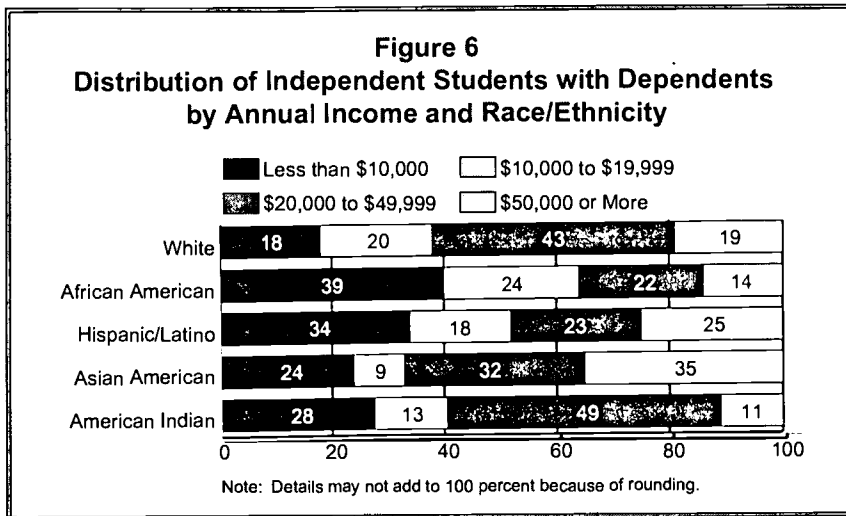 Figure 6
Distribution of Independent Students with Dependents
by Annual Income and Race/Ethnicity
Less than $10,000 $10,000 to $19,999
$20,000 to $49,999 $50,000 or More
White 18 20 43 19
African American 39 24 22 14
Hispanic/Latino 34 18 23 25
Asian American 24 9 32 35
American Indian 28 13 49 11
0 20 40 60 80 100
Note: Details may not add to 100 percent because of rounding.